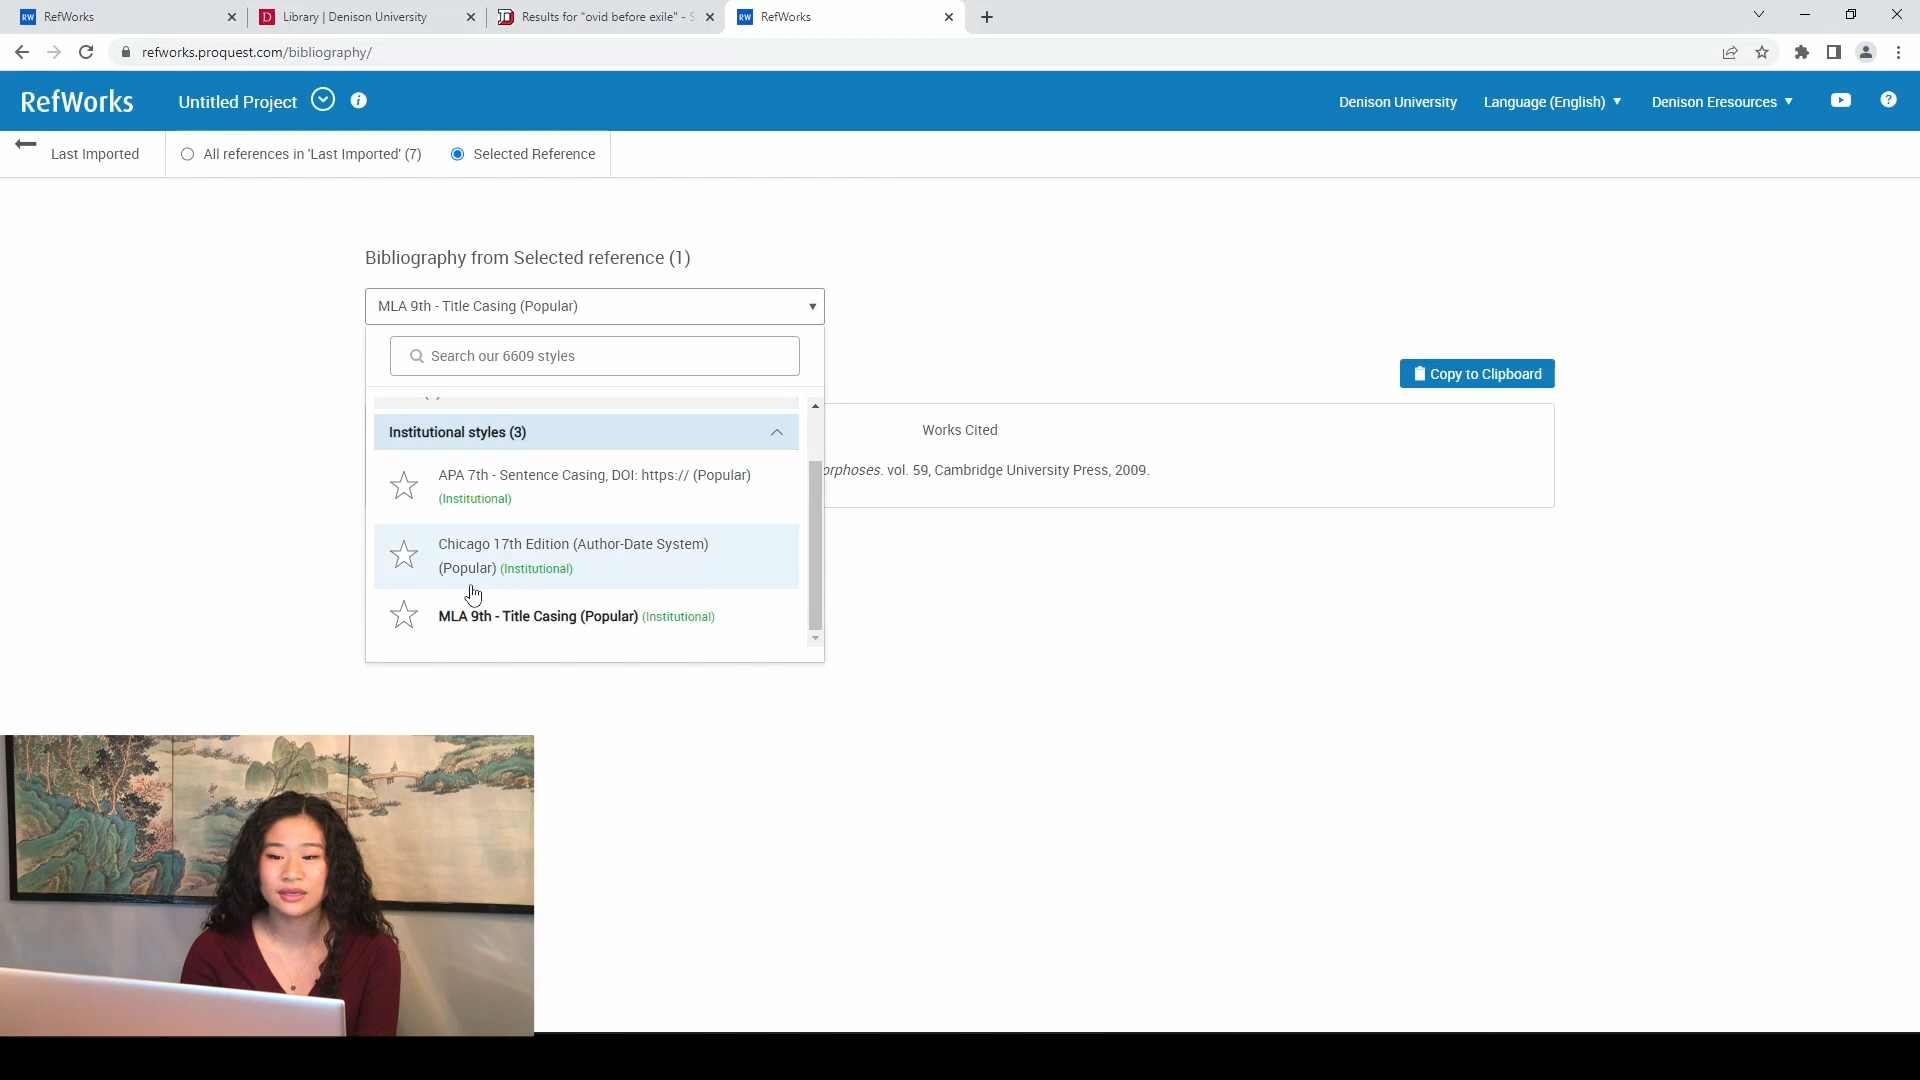 RW RefWorks
D Library | Denison University
D Results for "ovid before exile" - S
RW RefWorks
refworks.proquest.com/bibliography/
RefWorks
Untitled Project
i
Denison University
Language (English)
Denison Eresources
?
Last Imported
All references in 'Last Imported' (7)
Selected Reference
Bibliography from Selected reference (1)
MLA 9th - Title Casing (Popular)
Search our 6609 styles
Copy to Clipboard
Institutional styles (3)
Works Cited
APA 7th - Sentence Casing, DOI: https:// (Popular)
(Institutional)
orphoses. vol. 59, Cambridge University Press, 2009.
Chicago 17th Edition (Author-Date System)
(Popular) (Institutional)
MLA 9th - Title Casing (Popular) (Institutional)